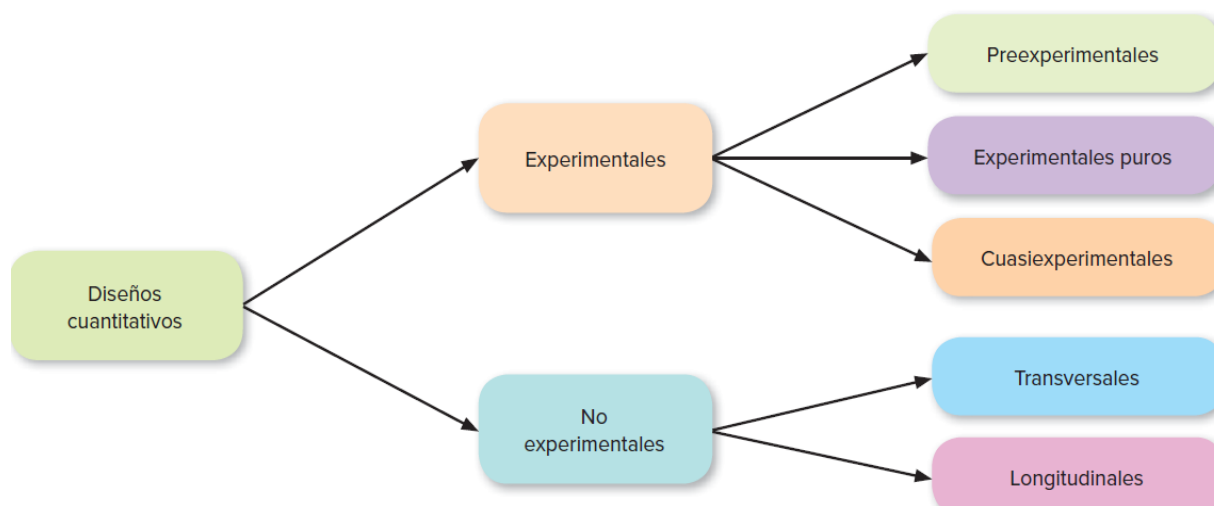 Preexperimentales
Experimentales
Experimentales puros
Cuasiexperimentales
Diseños
cuantitativos
Transversales
No
experimentales
Longitudinales